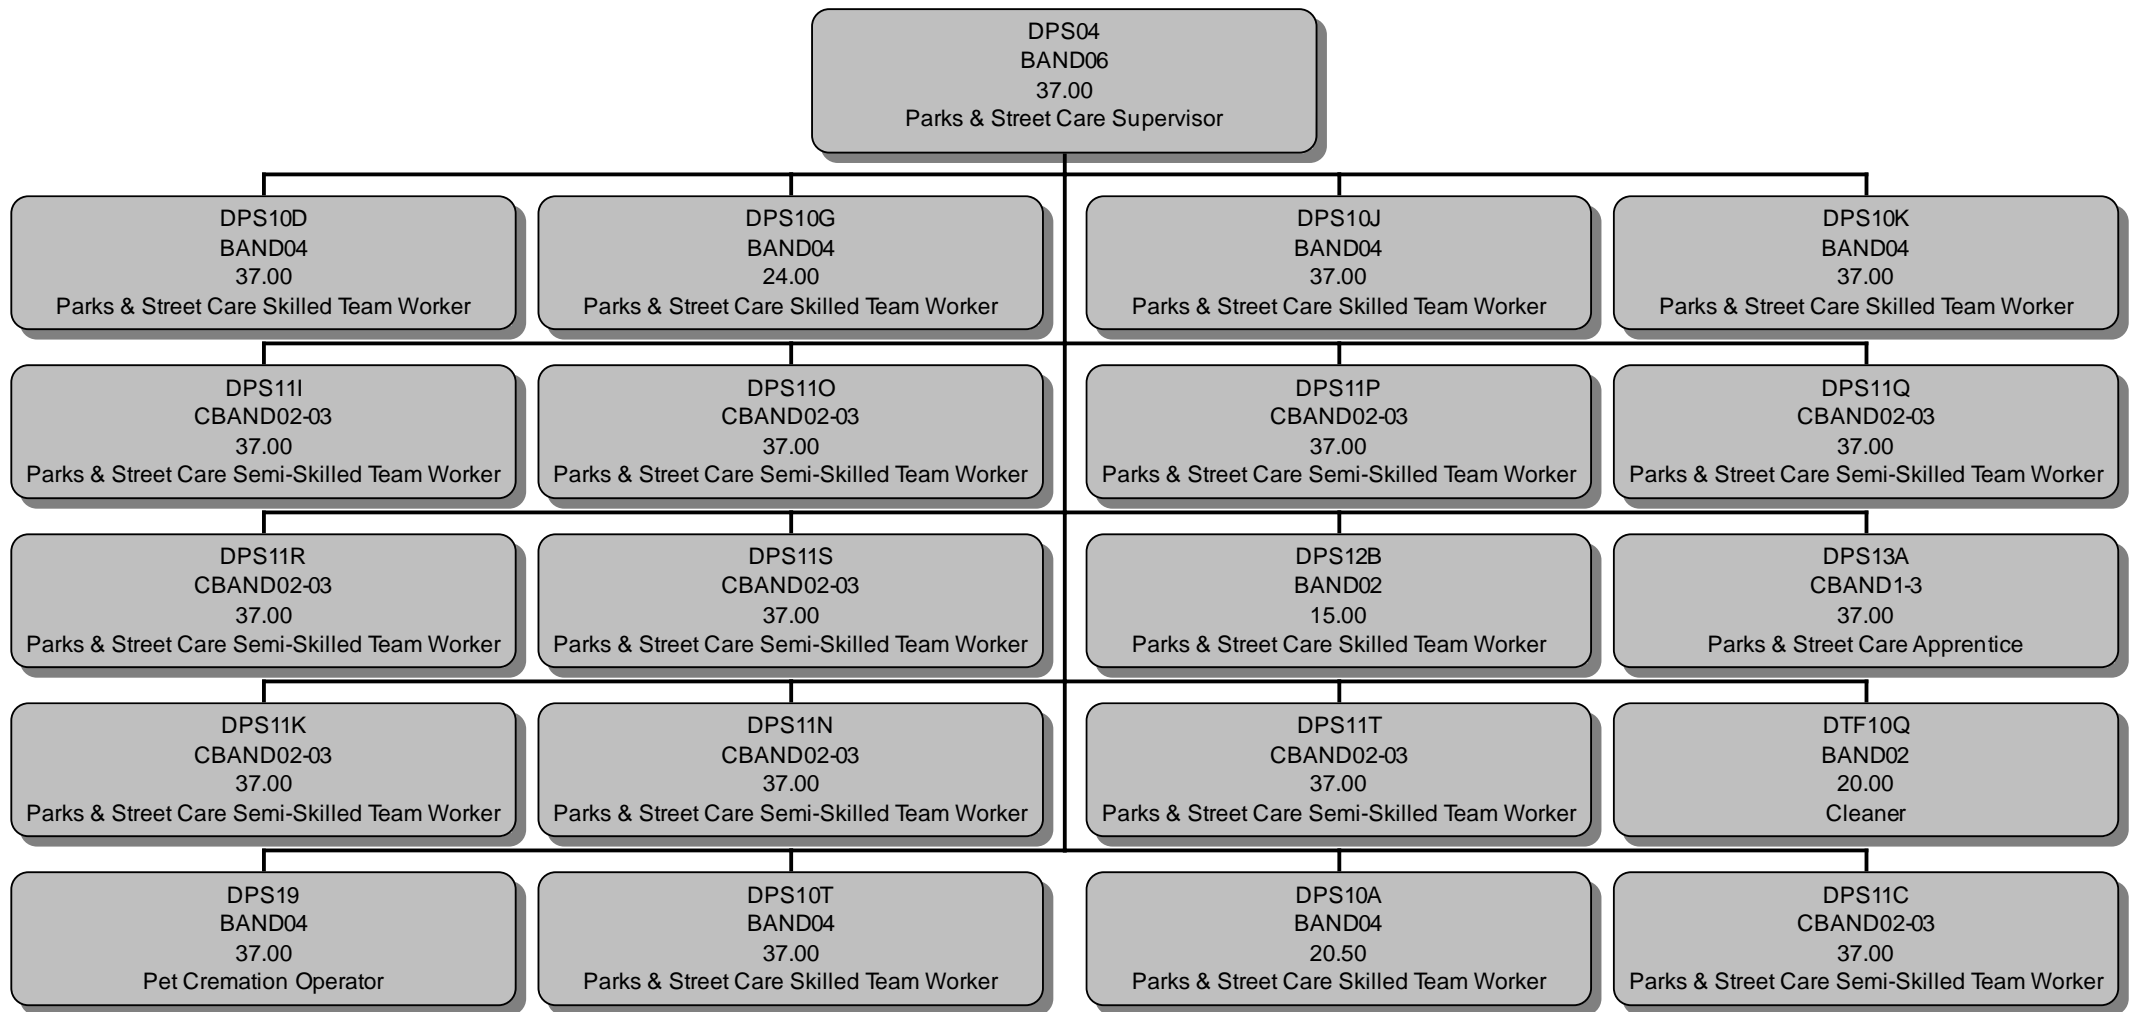 DPS04
BAND06
37.00
Parks & Street Care Supervisor
DPS10D
BAND04
37.00
Parks & Street Care Skilled Team Worker
DPS10G
BAND04
24.00
Parks & Street Care Skilled Team Worker
DPS10J
BAND04
37.00
Parks & Street Care Skilled Team Worker
DPS10K
BAND04
37.00
Parks & Street Care Skilled Team Worker
DPS11I
CBAND02-03
37.00
Parks & Street Care Semi-Skilled Team Worker
DPS11O
CBAND02-03
37.00
Parks & Street Care Semi-Skilled Team Worker
DPS11P
CBAND02-03
37.00
Parks & Street Care Semi-Skilled Team Worker
DPS11Q
CBAND02-03
37.00
Parks & Street Care Semi-Skilled Team Worker
DPS11R
CBAND02-03
37.00
Parks & Street Care Semi-Skilled Team Worker
DPS11S
CBAND02-03
37.00
Parks & Street Care Semi-Skilled Team Worker
DPS12B
BAND02
15.00
Parks & Street Care Skilled Team Worker
DPS13A
CBAND1-3
37.00
Parks & Street Care Apprentice
DPS11K
CBAND02-03
37.00
Parks & Street Care Semi-Skilled Team Worker
DPS11N
CBAND02-03
37.00
Parks & Street Care Semi-Skilled Team Worker
DPS11T
CBAND02-03
37.00
Parks & Street Care Semi-Skilled Team Worker
DTF10Q
BAND02
20.00
Cleaner
DPS19
BAND04
37.00
Pet Cremation Operator
DPS10T
BAND04
37.00
Parks & Street Care Skilled Team Worker
DPS10A
BAND04
20.50
Parks & Street Care Skilled Team Worker
DPS11C
CBAND02-03
37.00
Parks & Street Care Semi-Skilled Team Worker